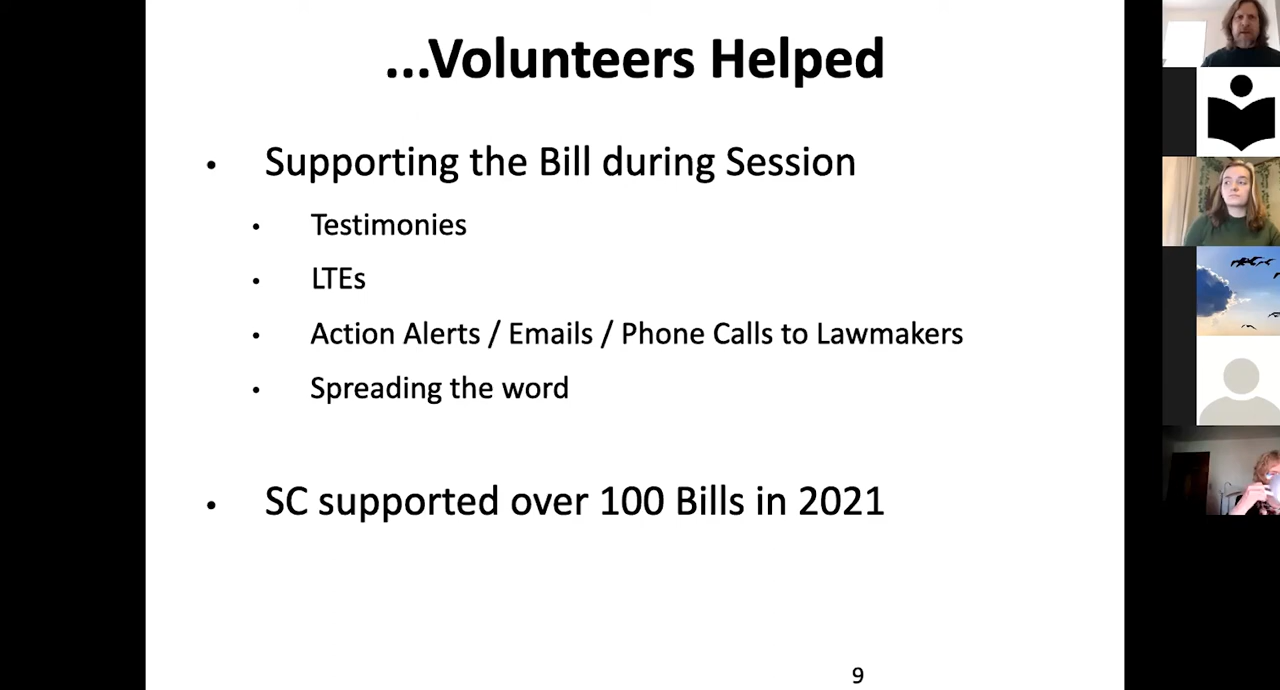 ...Volunteers Helped
• Supporting the Bill during Session
• Testimonies
• LTEs
• Action Alerts / Emails / Phone Calls to Lawmakers
• Spreading the word
• SC supported over 100 Bills in 2021
9